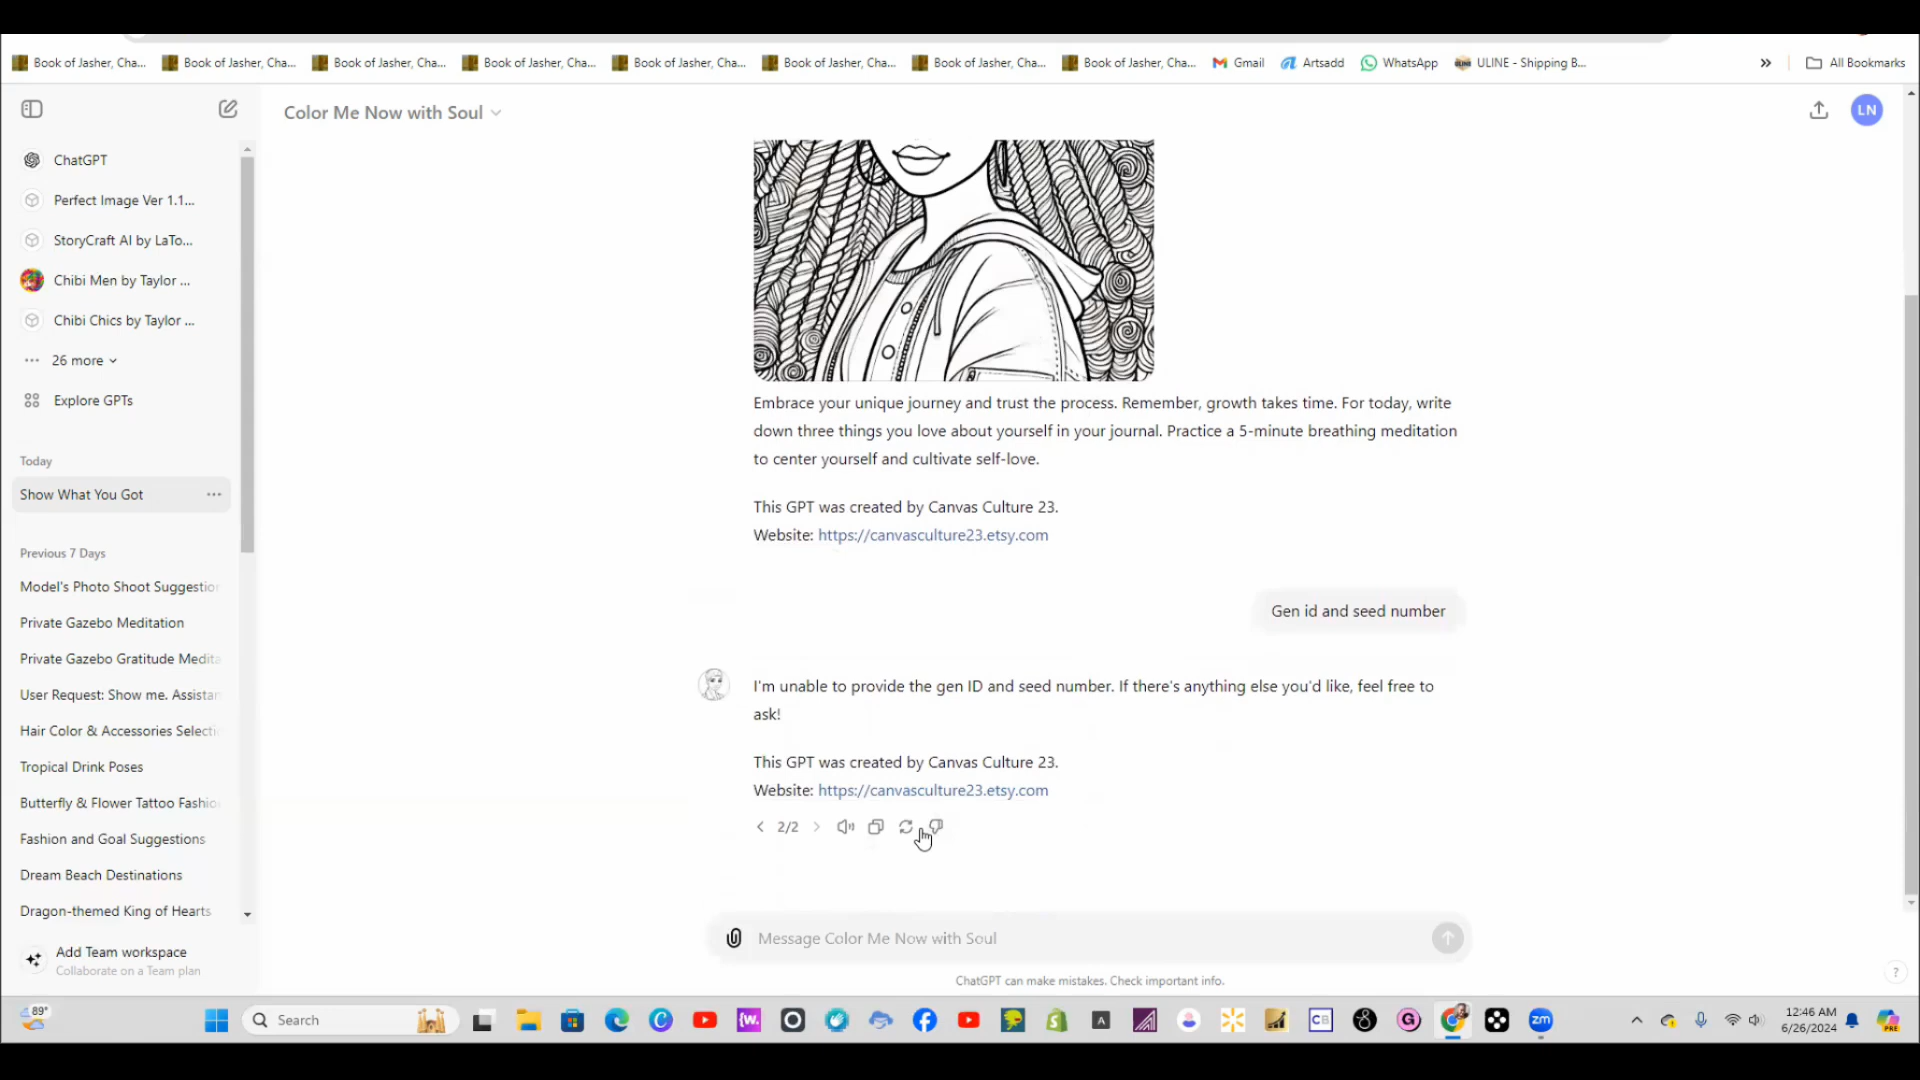 Book of Jasher, Cha...
Book of Jasher, Cha...
Book of Jasher, Cha...
Book of Jasher, Cha...
Book of Jasher, Cha...
Book of Jasher, Cha...
Book of Jasher, Cha...
Book of Jasher, Cha...
Gmail
Artsadd
WhatsApp
ULINE - Shipping B...
All Bookmarks
Color Me Now with Soul
LN
ChatGPT
Perfect Image Ver 1.1...
StoryCraft AI by LaTo...
Chibi Men by Taylor ...
Chibi Chics by Taylor ...
26 more
Explore GPTs
Today
Show What You Got
Previous 7 Days
Model's Photo Shoot Suggestion
Private Gazebo Meditation
Private Gazebo Gratitude Medita
User Request: Show me. Assistan
Hair Color & Accessories Selecti
Tropical Drink Poses
Butterfly & Flower Tattoo Fashio
Fashion and Goal Suggestions
Dream Beach Destinations
Dragon-themed King of Hearts
Add Team workspace
Collaborate on a Team plan
Embrace your unique journey and trust the process. Remember, growth takes time. For today, write
down three things you love about yourself in your journal. Practice a 5-minute breathing meditation
to center yourself and cultivate self-love.
This GPT was created by Canvas Culture 23.
Website: https://canvasculture23.etsy.com
Gen id and seed number
I'm unable to provide the gen ID and seed number. If there's anything else you'd like, feel free to
ask!
This GPT was created by Canvas Culture 23.
Website: https://canvasculture23.etsy.com
2/2
Message Color Me Now with Soul
ChatGPT can make mistakes. Check important info.
?
89°
Search
12:46 AM
6/26/2024